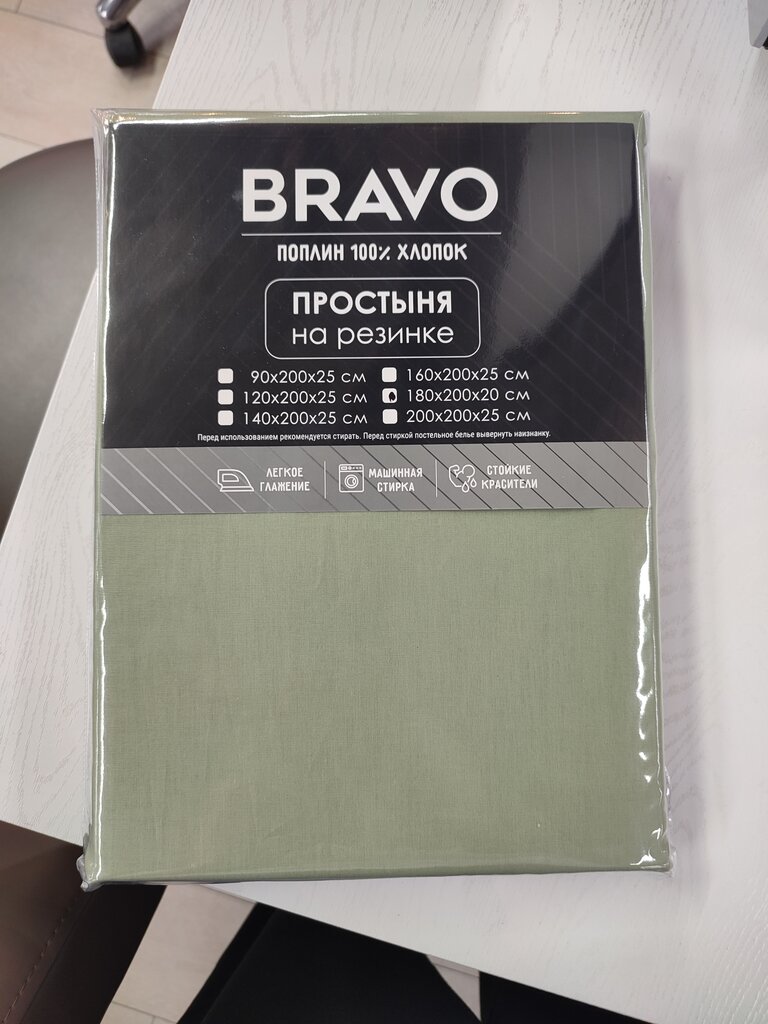 BRAVO
ПОПЛИН 100% ХЛОПОК
ПРОСТЫНЯ
на резинке
90х200х25 см
160х200х25 см
120х200х25 см
180х200х20 см
140х200х25 см
200х200х25 см
Перед использованием рекомендуется стирать. Перед стиркой постельное белье вывернуть наизнанку.
ЛЕГКОЕ
ГЛАЖЕНИЕ
МАШИННАЯ
СТИРКА
СТОЙКИЕ
КРАСИТЕЛИ